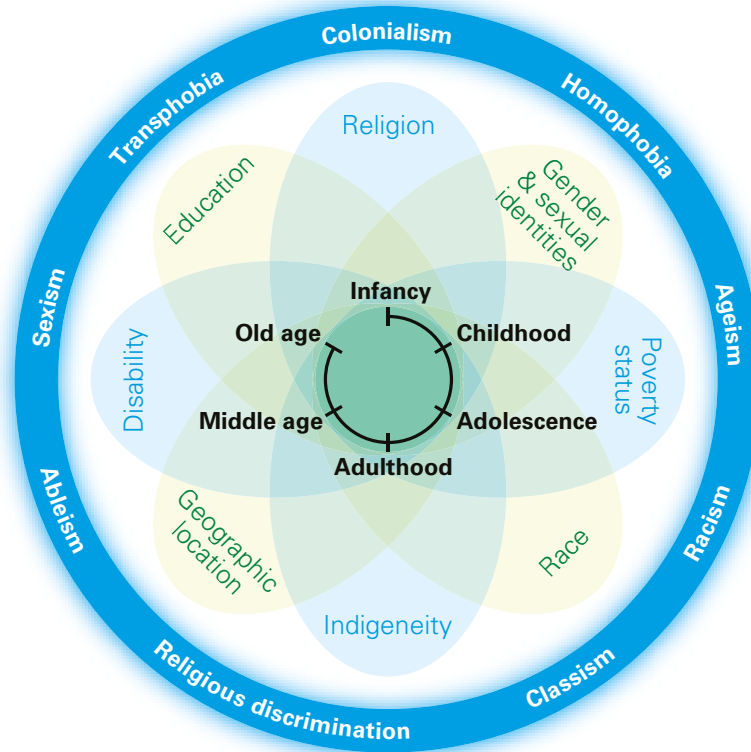 Colonialism
Homophobia
Ageism
Racism
Classism
Religious discrimination
Ableism
Sexism
Transphobia
Religion
Gender
& sexual
identities
Poverty
status
Race
Indigeneity
Geographic
location
Disability
Education
Infancy
Childhood
Adolescence
Adulthood
Middle age
Old age